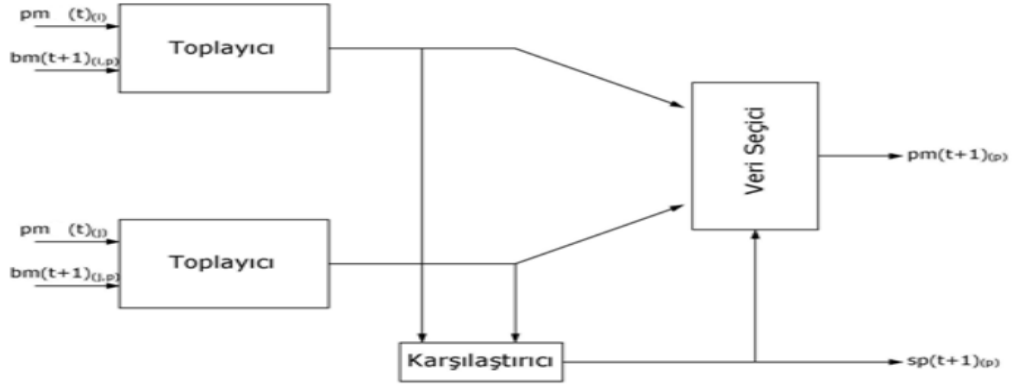 pm (t)(i)
Toplayıcı
bm(t+1)(i,p)
Veri Seçici
pm(t+1)(p)
pm (t)(j)
Toplayıcı
bm(t+1)(j,p)
Karşılaştırıcı
sp(t+1)(p)